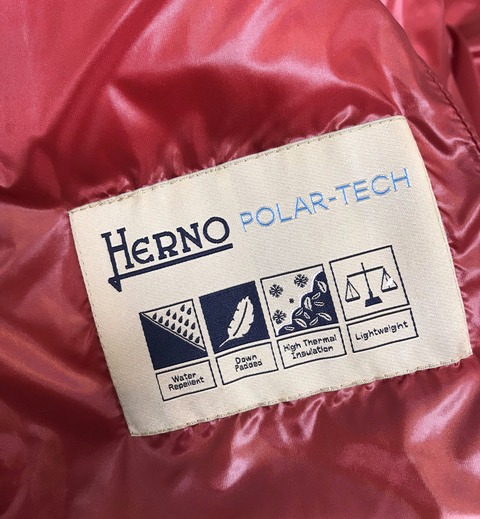 HERNO POLAR-TECH
Water
Repellent
Down
Padded
High Thermal
Insulation
Lightweight